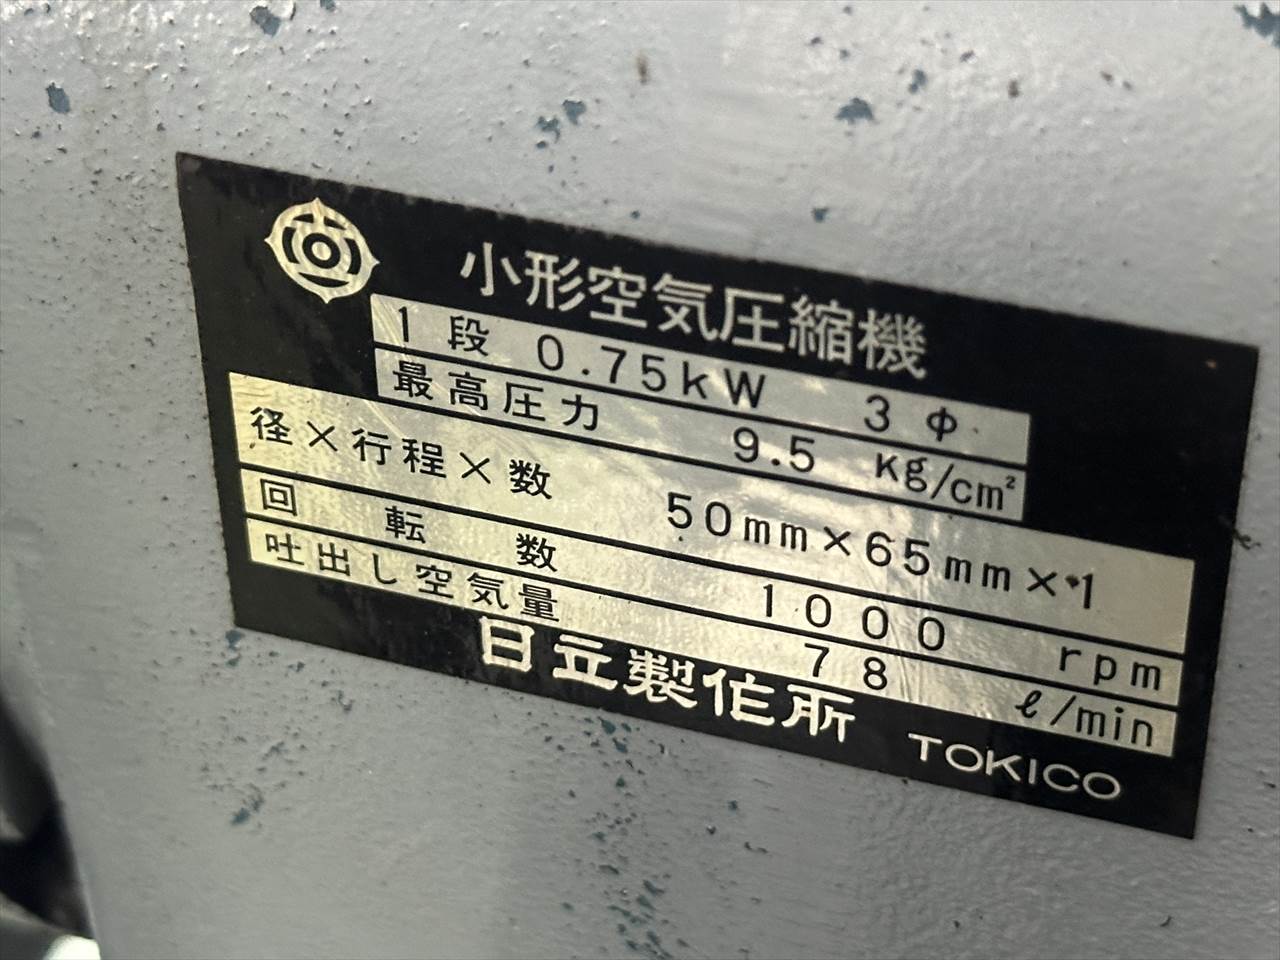 小形空気圧縮機
1段 0.75kW 3φ
最高圧力 9.5 kg/cm²
径×行程×数 50mm×65mm×1
回転数 1000 rpm
吐出し空気量 78 ℓ/min
日立製作所 TOKICO